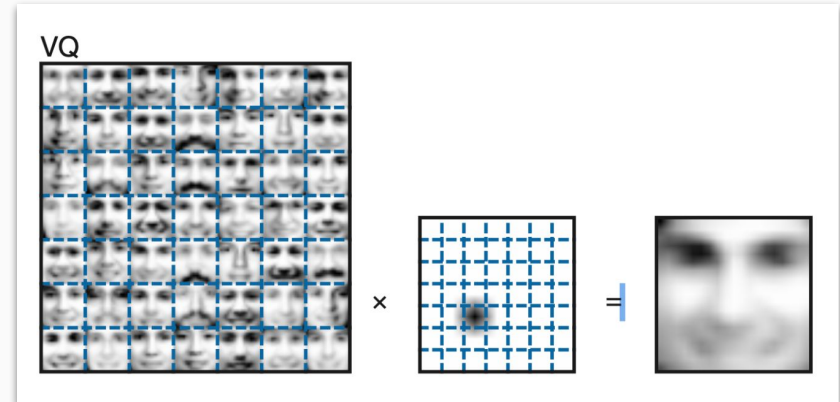 VQ
× =